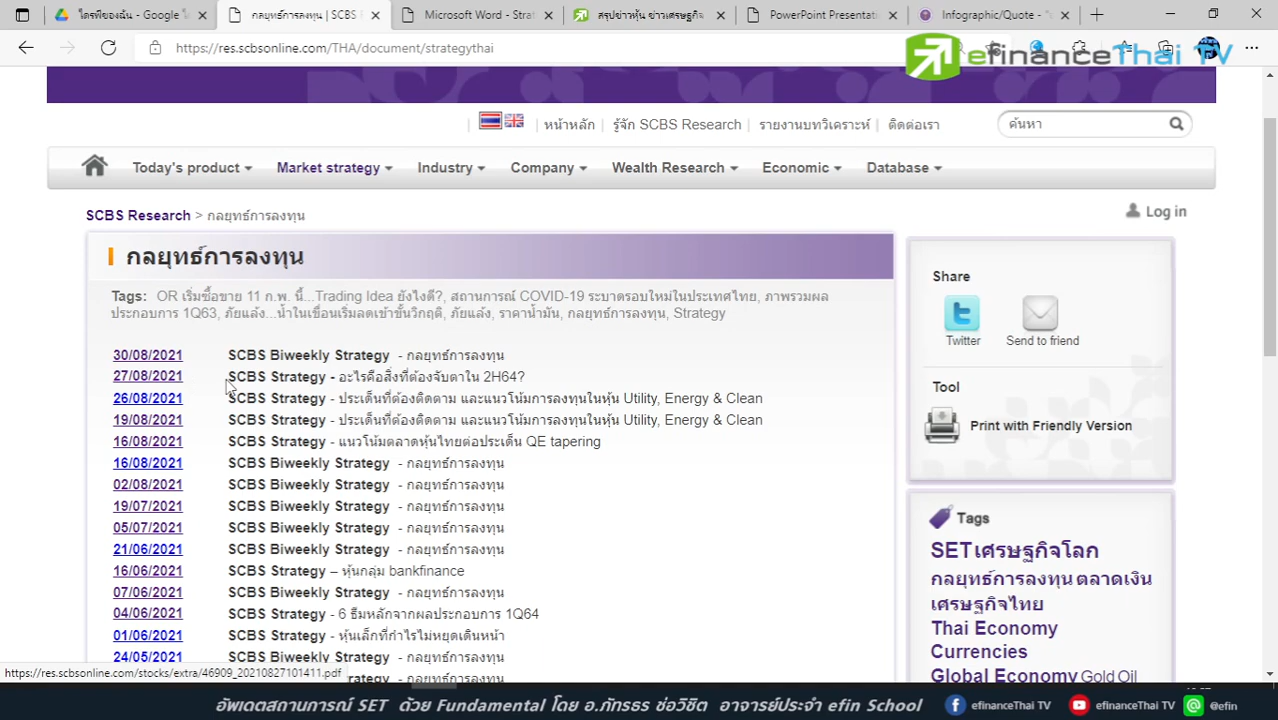 ไดรฟ์ของฉัน - Google ไ
กลยุทธ์การลงทุน | SCBS
Microsoft Word - Strat
สรุปข่าวหุ้น ข่าวเศรษฐกิจ
PowerPoint Presentati
Infographic/Quote - "
https://res.scbsonline.com/THA/document/strategythai
efinanceThai TV
หน้าหลัก
รู้จัก SCBS Research
รายงานบทวิเคราะห์
ติดต่อเรา
ค้นหา
Today's product
Market strategy
Industry
Company
Wealth Research
Economic
Database
SCBS Research > กลยุทธ์การลงทุน
Log in
กลยุทธ์การลงทุน
Tags: OR เริ่มซื้อขาย 11 ก.พ. นี้...Trading Idea ยังไงดี?, สถานการณ์ COVID-19 ระบาดรอบใหม่ในประเทศไทย, ภาพรวมผล
ประกอบการ 1Q63, ภัยแล้ง...น้ำในเขื่อนเริ่มลดเข้าขั้นวิกฤติ, ภัยแล้ง, ราคาน้ำมัน, กลยุทธ์การลงทุน, Strategy
30/08/2021 SCBS Biweekly Strategy - กลยุทธ์การลงทุน
27/08/2021 SCBS Strategy - อะไรคือสิ่งที่ต้องจับตาใน 2H64?
26/08/2021 SCBS Strategy - ประเด็นที่ต้องติดตาม และแนวโน้มการลงทุนในหุ้น Utility, Energy & Clean
19/08/2021 SCBS Strategy - ประเด็นที่ต้องติดตาม และแนวโน้มการลงทุนในหุ้น Utility, Energy & Clean
16/08/2021 SCBS Strategy - แนวโน้มตลาดหุ้นไทยต่อประเด็น QE tapering
16/08/2021 SCBS Biweekly Strategy - กลยุทธ์การลงทุน
02/08/2021 SCBS Biweekly Strategy - กลยุทธ์การลงทุน
19/07/2021 SCBS Biweekly Strategy - กลยุทธ์การลงทุน
05/07/2021 SCBS Biweekly Strategy - กลยุทธ์การลงทุน
21/06/2021 SCBS Biweekly Strategy - กลยุทธ์การลงทุน
16/06/2021 SCBS Strategy – หุ้นกลุ่ม bankfinance
07/06/2021 SCBS Biweekly Strategy - กลยุทธ์การลงทุน
04/06/2021 SCBS Strategy - 6 ธีมหลักจากผลประกอบการ 1Q64
01/06/2021 SCBS Strategy - หุ้นเล็กที่กำไรไม่หยุดเดินหน้า
24/05/2021 SCBS Biweekly Strategy - กลยุทธ์การลงทุน
Share
Twitter
Send to friend
Tool
Print with Friendly Version
Tags
SET เศรษฐกิจโลก
กลยุทธ์การลงทุน ตลาดเงิน
เศรษฐกิจไทย
Thai Economy
Currencies
Global Economy Gold Oil
https://res.scbsonline.com/stocks/extra/46909_20210827101411.pdf
อัพเดตสถานการณ์ SET ด้วย Fundamental โดย อ.ภัทรธร ช่อวิชิต อาจารย์ประจำ efin School
efinanceThai TV
efinanceThai TV
@efin